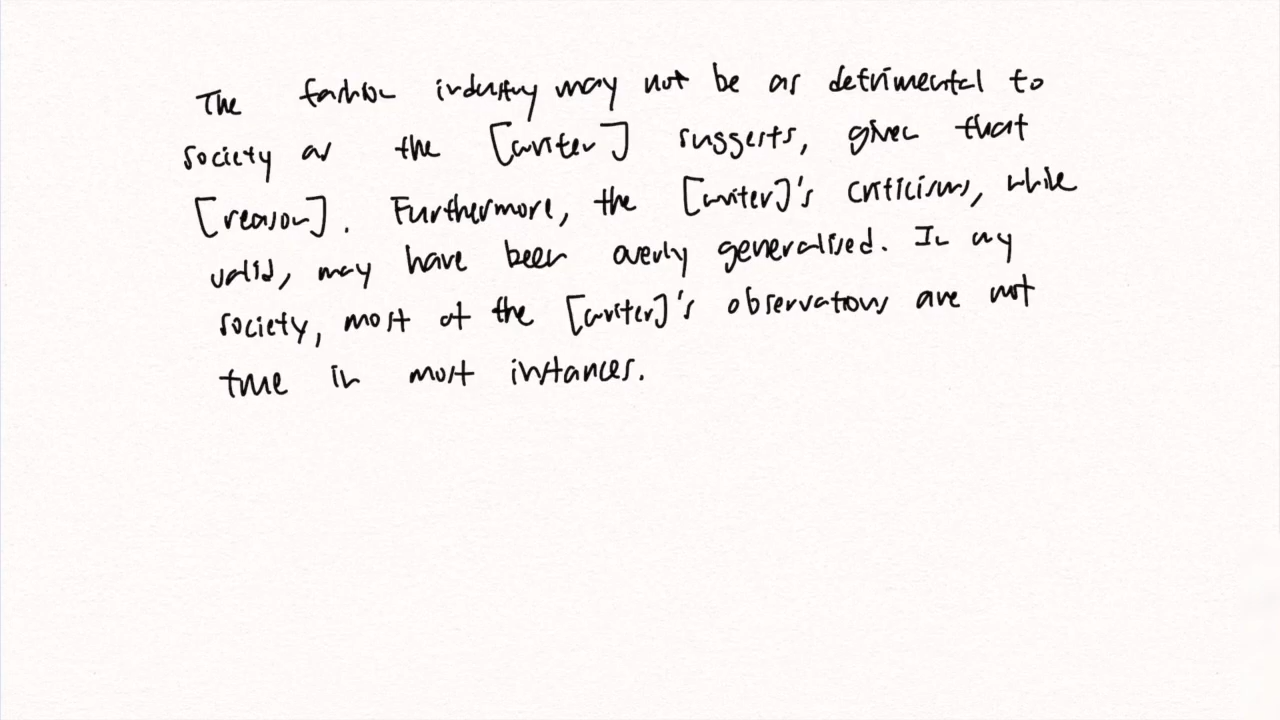 The fashion industry may not be as detrimental to
society as the [writer] suggests, given that
[reason]. Furthermore, the [writer]'s criticisms, while
valid, may have been overly generalised. In my
society, most of the [writer]'s observations are not
true in most instances.